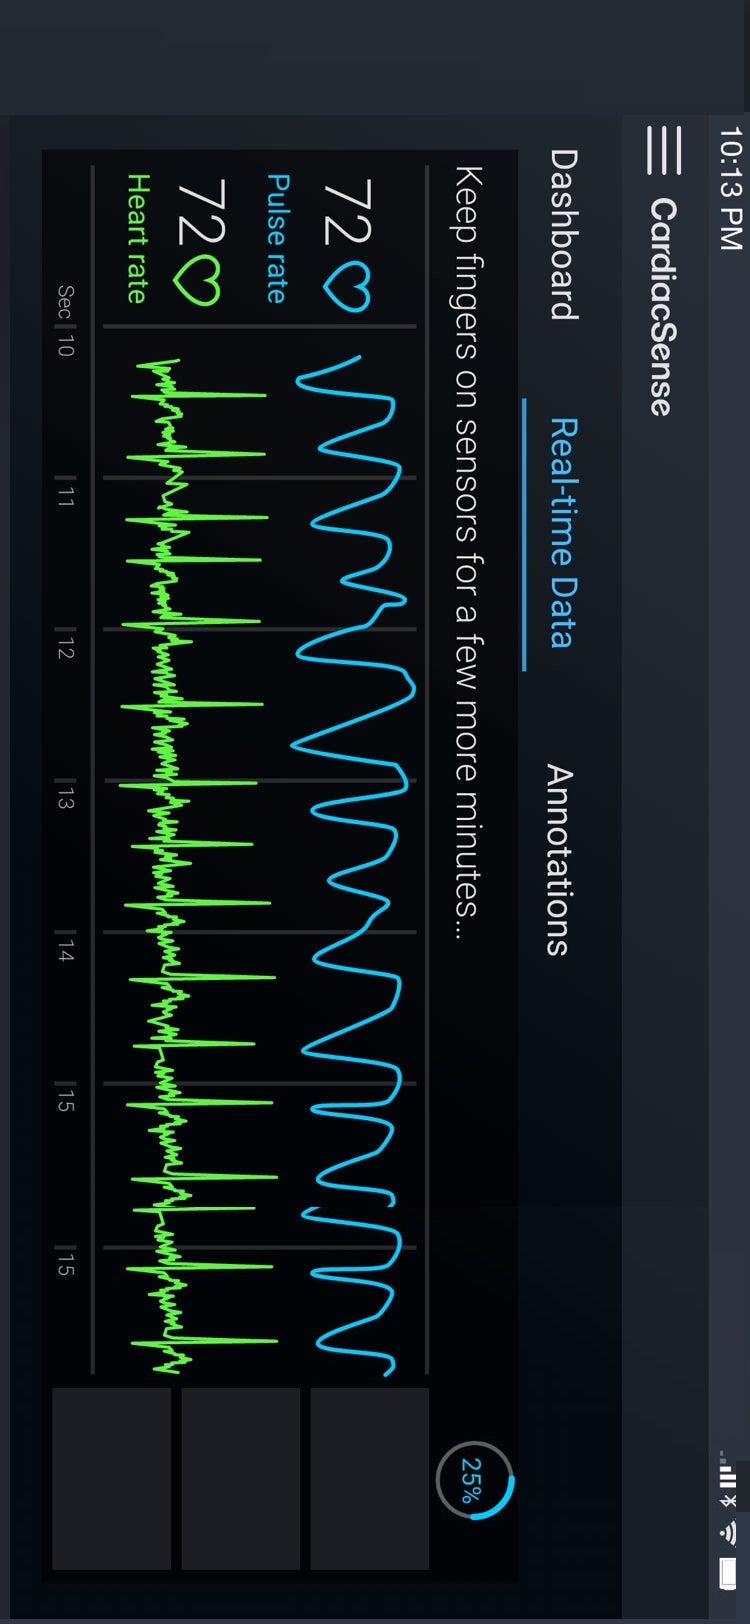 10:13 PM
CardiacSense
Dashboard
Real-time Data
Annotations
Keep fingers on sensors for a few more minutes...
25%
72
Pulse rate
72
Heart rate
Sec 10 11 12 13 14 15 15